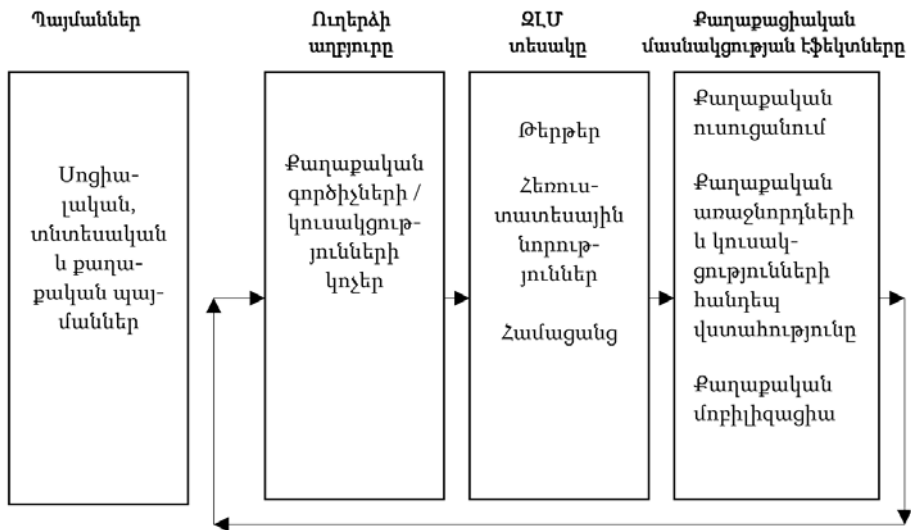 Պայմաններ
Ուղերձի
աղբյուրը
ԶԼՄ
տեսակը
Քաղաքացիական
մասնակցության էֆեկտները
Սոցիա-
լական,
տնտեսական
և քաղա-
քական պայ-
մաններ
Քաղաքական
գործիչների /
կուսակցութ-
յունների
կոչեր
Թերթեր
Հեռուս-
տատեսային
նորութ-
յուններ
Համացանց
Քաղաքական
ուսուցանում
Քաղաքական
առաջնորդների
և կուսակ-
ցությունների
հանդեպ
վստահությունը
Քաղաքական
մոբիլիզացիա